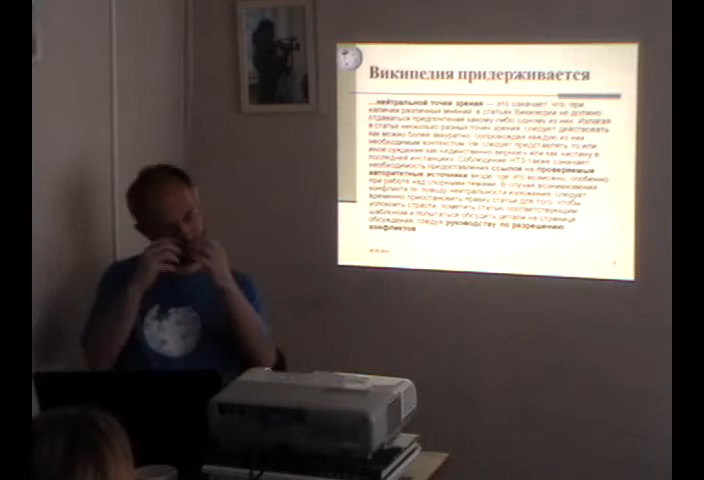 Википедия придерживается
...нейтральной точки зрения — это означает, что, при
наличии различных мнений, в статьях Википедии не должно
отдаваться предпочтение какому-либо одному из них. Излагая
в статье несколько разных точек зрения, следует действовать
как можно более аккуратно, сопровождая каждую из них
необходимым контекстом. Не следует представлять ту или
иное суждение как «единственно верное» или как «истину в
последней инстанции». Соблюдение НТЗ также означает
необходимость предоставления ссылок на проверяемые
авторитетные источники везде, где это возможно, особенно
при работе над спорными темами. В случае возникновения
конфликта по поводу нейтральности изложения, следует
временно приостановить правку статьи для того, чтобы
успокоить страсти, пометить статью соответствующим
шаблоном и попытаться обсудить детали на странице
обсуждения, следуя руководству по разрешению
конфликтов